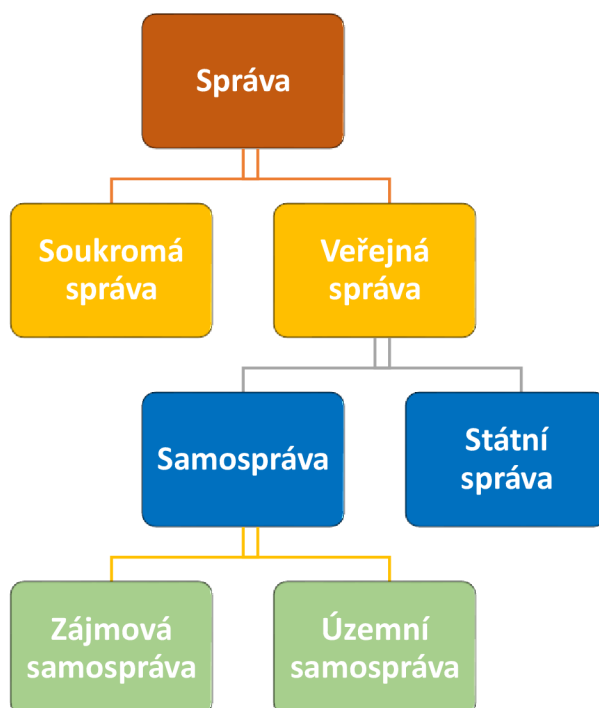 Správa
Soukromá
správa
Veřejná
správa
Samospráva
Státní
správa
Zájmová
samospráva
Územní
samospráva